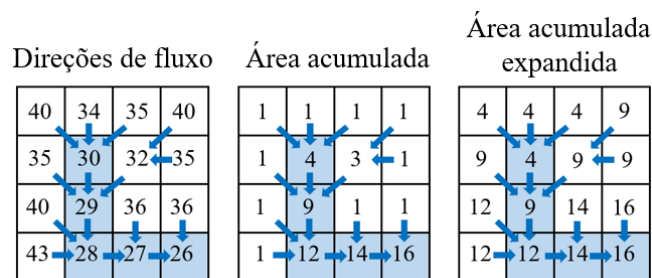 Direções de fluxo
Área acumulada
Área acumulada
expandida
40 34 35 40
35 30 32 35
40 29 36 36
43 28 27 26
1 1 1 1
1 4 3 1
1 9 1 1
1 12 14 16
4 4 4 9
9 4 9 9
12 9 14 16
12 12 14 16